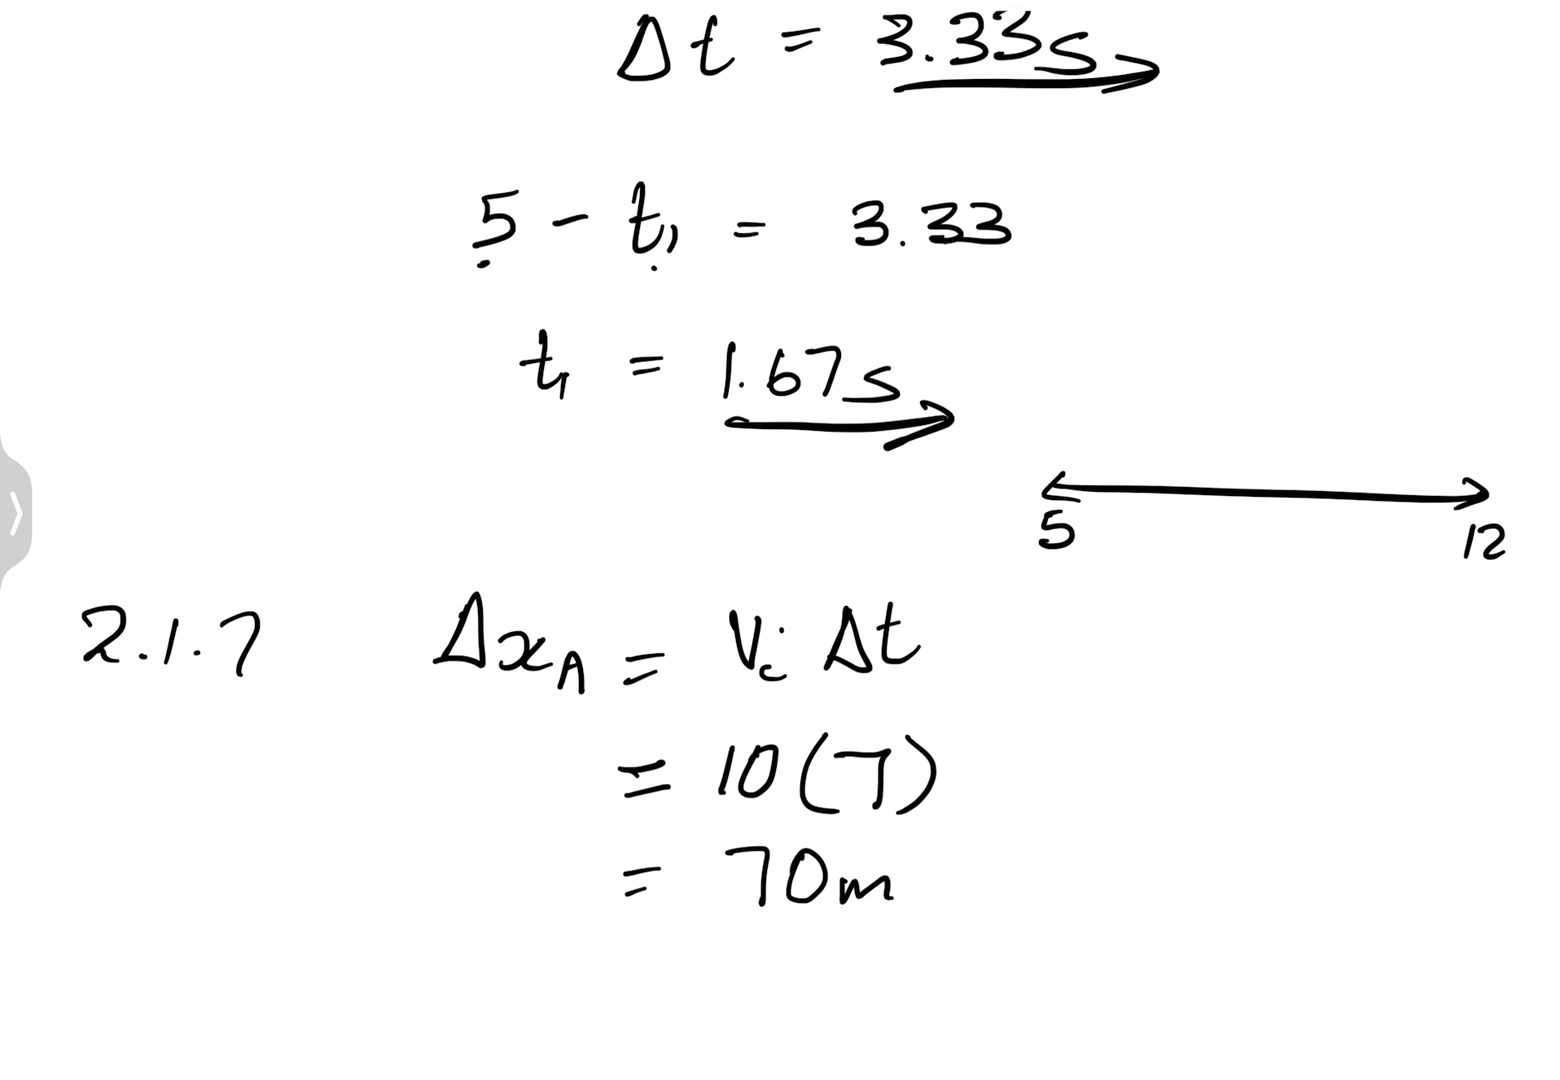 Δt = 3.33s
5 - t₁ = 3.33
t₁ = 1.67s
5 12
2.1.7 Δx_A = Vᵢ Δt
= 10(7)
= 70m